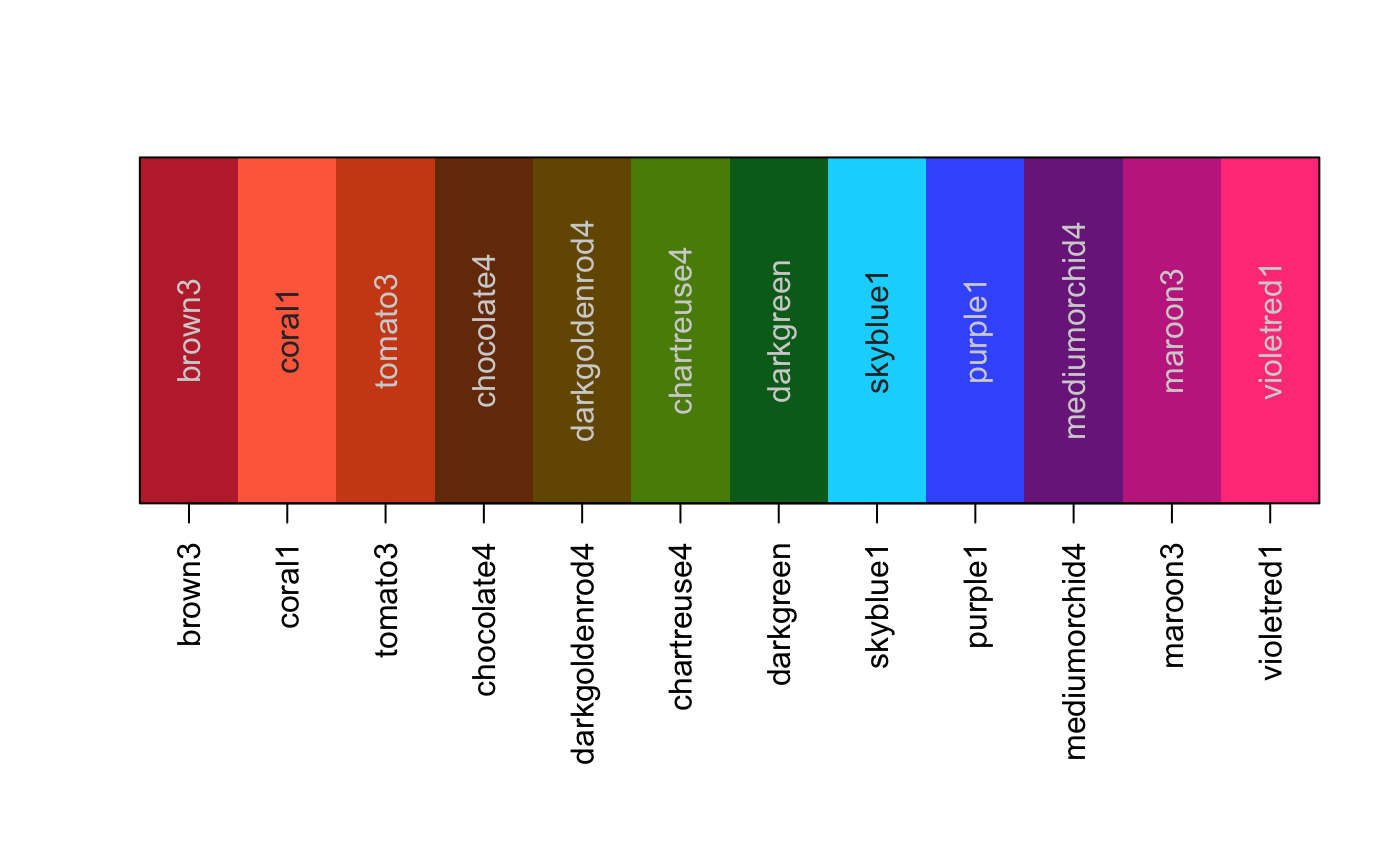 brown3
coral1
tomato3
chocolate4
darkgoldenrod4
chartreuse4
darkgreen
skyblue1
purple1
mediumorchid4
maroon3
violetred1
brown3
coral1
tomato3
chocolate4
darkgoldenrod4
chartreuse4
darkgreen
skyblue1
purple1
mediumorchid4
maroon3
violetred1